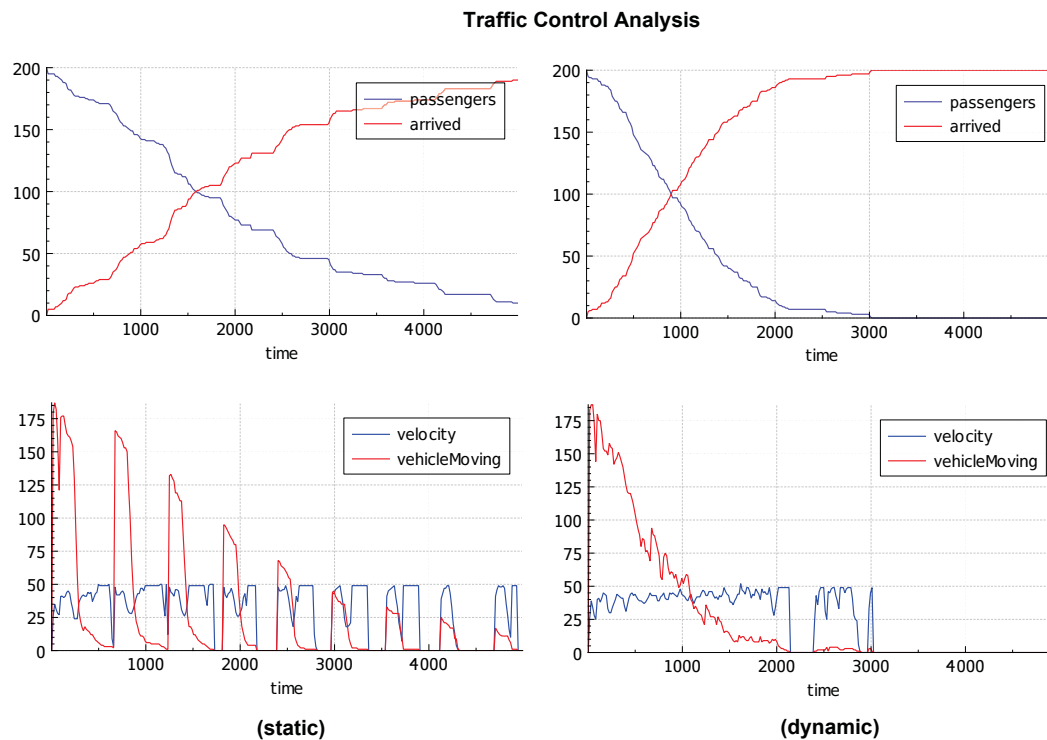 Traffic Control Analysis
200
150
100
50
0
1000
2000
3000
4000
time
passengers
arrived
200
150
100
50
0
1000
2000
3000
4000
time
passengers
arrived
175
150
125
100
75
50
25
0
1000
2000
3000
4000
time
velocity
vehicleMoving
175
150
125
100
75
50
25
0
1000
2000
3000
4000
time
velocity
vehicleMoving
(static)
(dynamic)